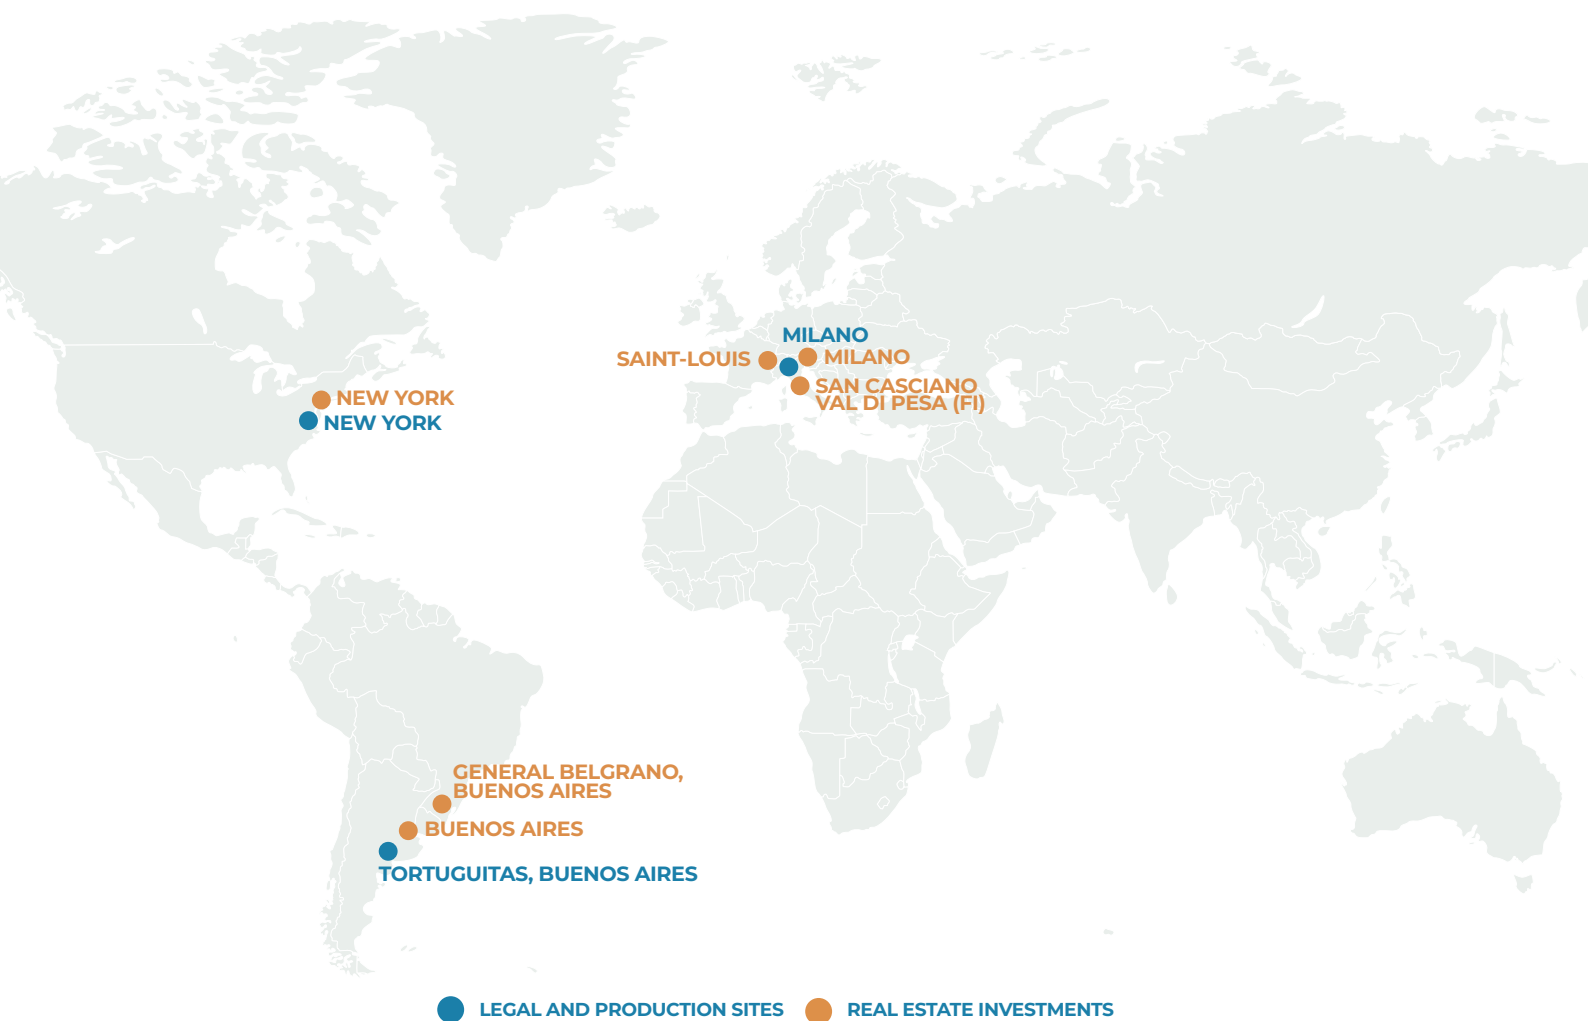 MILANO
SAINT-LOUIS
MILANO
SAN CASCIANO
VAL DI PESA (FI)
NEW YORK
NEW YORK
GENERAL BELGRANO,
BUENOS AIRES
BUENOS AIRES
TORTUGUITAS, BUENOS AIRES
LEGAL AND PRODUCTION SITES
REAL ESTATE INVESTMENTS